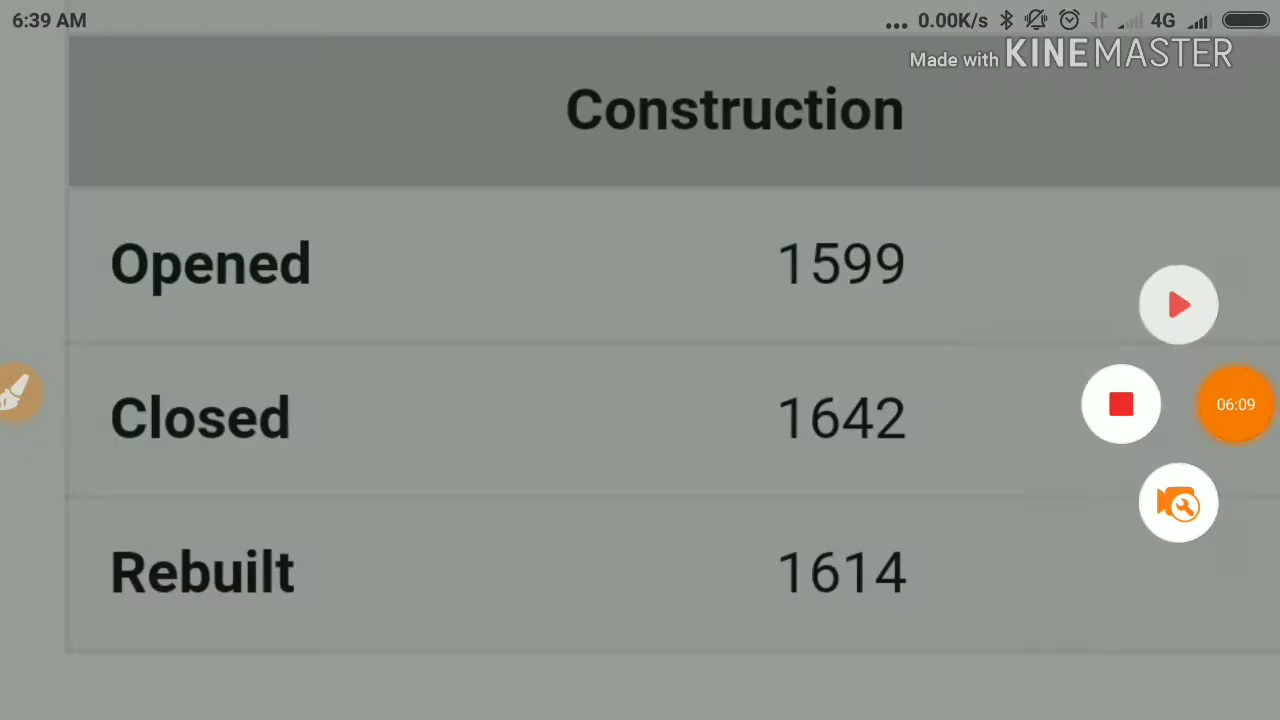 6:39 AM
... 0.00K/s 4G
Made with KINEMASTER
Construction
Opened 1599
Closed 1642
06:09
Rebuilt 1614